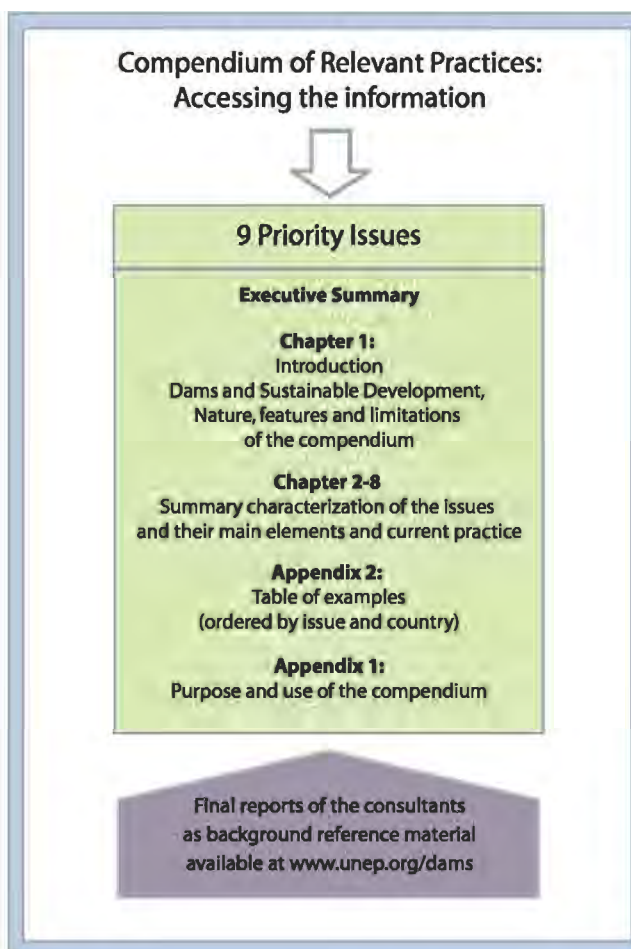 Compendium of Relevant Practices:
Accessing the information
9 Priority Issues
Executive Summary
Chapter 1:
Introduction
Dams and Sustainable Development,
Nature, features and limitations
of the compendium
Chapter 2-8
Summary characterization of the issues
and their main elements and current practice
Appendix 2:
Table of examples
(ordered by issue and country)
Appendix 1:
Purpose and use of the compendium
Final reports of the consultants
as background reference material
available at www.unep.org/dams